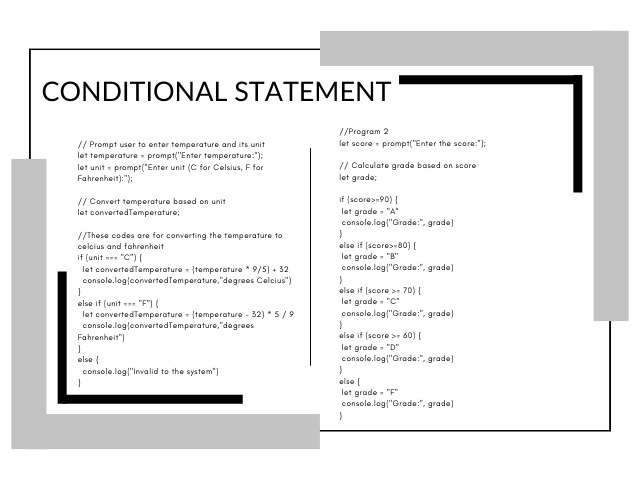 CONDITIONAL STATEMENT
// Prompt user to enter temperature and its unit
let temperature = prompt("Enter temperature:");
let unit = prompt("Enter unit (C for Celsius, F for
Fahrenheit):");
// Convert temperature based on unit
let convertedTemperature;
//These codes are for converting the temperature to
celcius and fahrenheit
if (unit === "C") {
let convertedTemperature = (temperature * 9/5) + 32
console.log(convertedTemperature,"degrees Celcius")
}
else if (unit === "F") {
let convertedTemperature = (temperature - 32) * 5 / 9
console.log(convertedTemperature,"degrees
Fahrenheit")
}
else {
console.log("Invalid to the system")
}
//Program 2
let score = prompt("Enter the score:");
// Calculate grade based on score
let grade;
if (score>=90) {
let grade = "A"
console.log("Grade:", grade)
}
else if (score>=80) {
let grade = "B"
console.log("Grade:", grade)
}
else if (score >= 70) {
let grade = "C"
console.log("Grade:", grade)
}
else if (score >= 60) {
let grade = "D"
console.log("Grade:", grade)
}
else {
let grade = "F"
console.log("Grade:", grade)
}